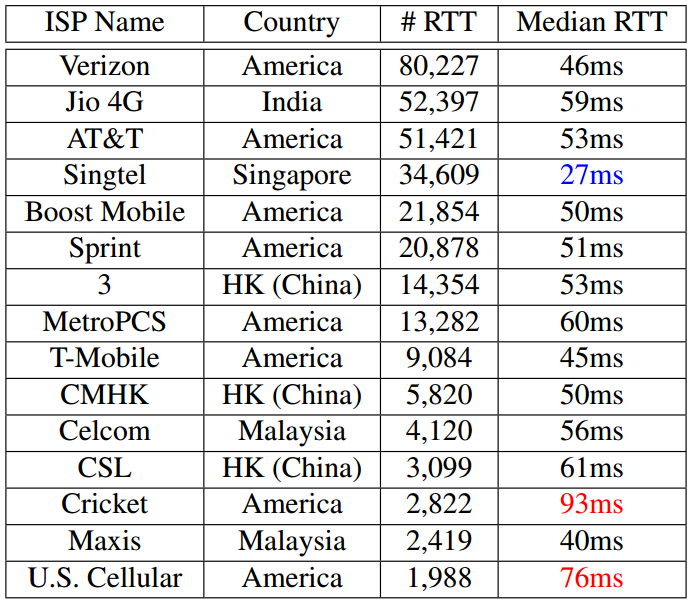 ISP Name Country # RTT Median RTT
Verizon America 80,227 46ms
Jio 4G India 52,397 59ms
AT&T America 51,421 53ms
Singtel Singapore 34,609 27ms
Boost Mobile America 21,854 50ms
Sprint America 20,878 51ms
3 HK (China) 14,354 53ms
MetroPCS America 13,282 60ms
T-Mobile America 9,084 45ms
CMHK HK (China) 5,820 50ms
Celcom Malaysia 4,120 56ms
CSL HK (China) 3,099 61ms
Cricket America 2,822 93ms
Maxis Malaysia 2,419 40ms
U.S. Cellular America 1,988 76ms